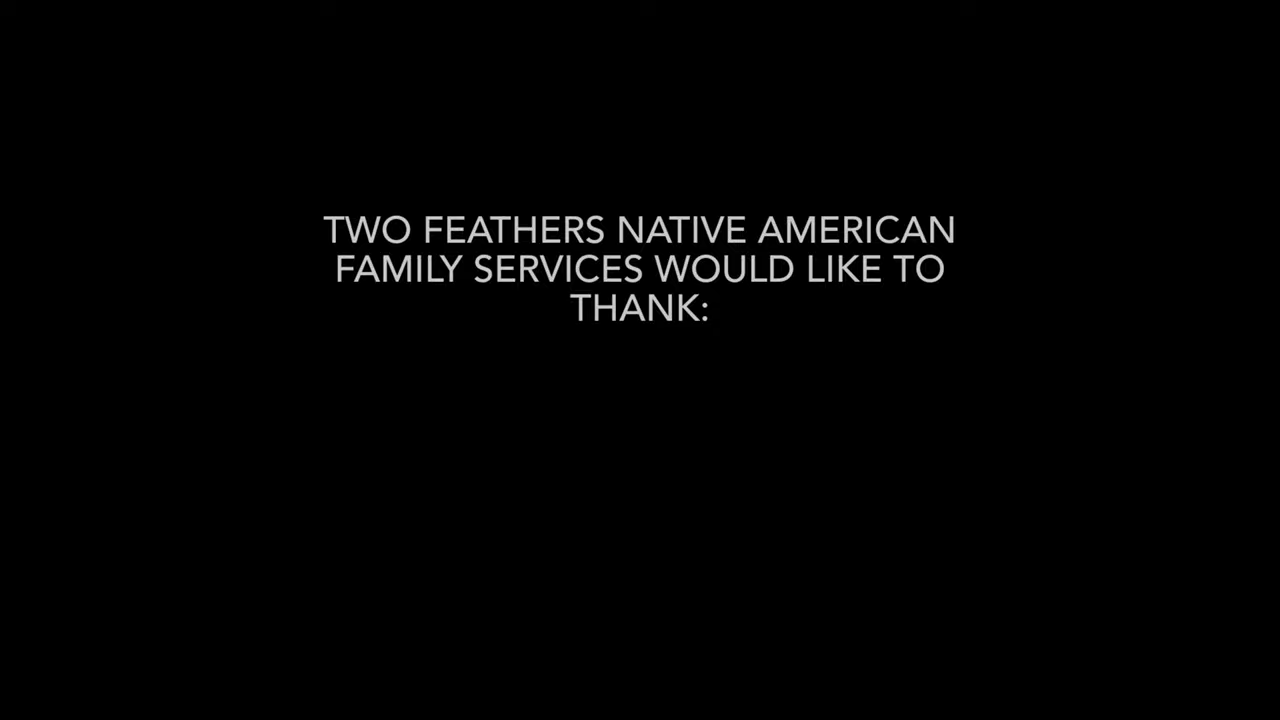 TWO FEATHERS NATIVE AMERICAN
FAMILY SERVICES WOULD LIKE TO
THANK: